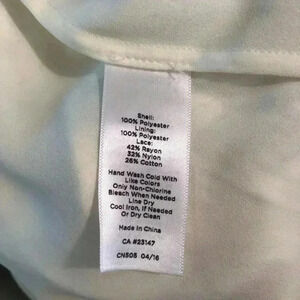 Shell:
100% Polyester
Lining:
100% Polyester
Lace:
42% Rayon
32% Nylon
26% Cotton
Hand Wash Cold With
Like Colors
Only Non-Chlorine
Bleach When Needed
Line Dry
Cool Iron, If Needed
Or Dry Clean
Made In China
CA #23147
CN505 04/16